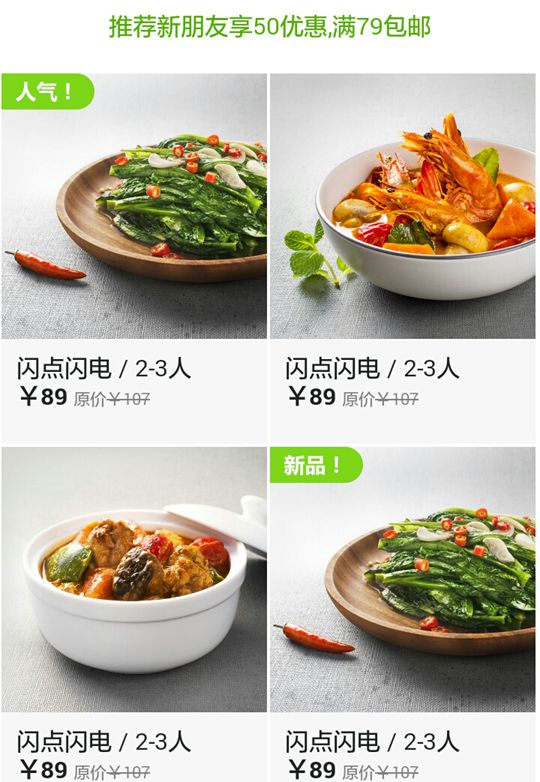 推荐新朋友享50优惠,满79包邮
人气！
闪点闪电 / 2-3人
￥89 原价￥107
闪点闪电 / 2-3人
￥89 原价￥107
新品！
闪点闪电 / 2-3人
￥89 原价￥107
闪点闪电 / 2-3人
￥89 原价￥107